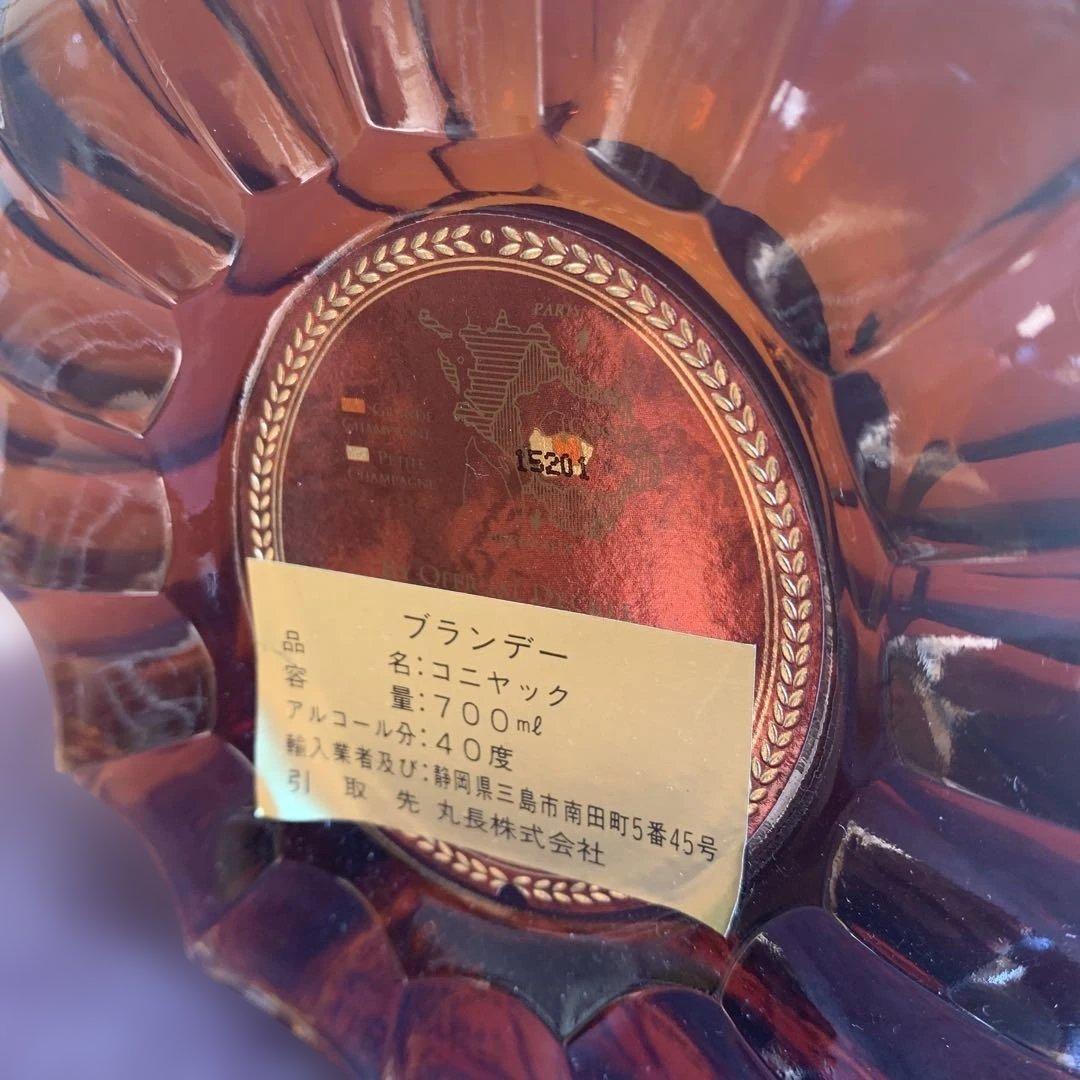 PARIS
GRANDE
CHAMPAGNE
15201
PETITE
CHAMPAGNE
ブランデー
品名:コニャック
容量:700ml
アルコール分:40度
輸入業者及び:静岡県三島市南田町5番45号
引取先 丸長株式会社